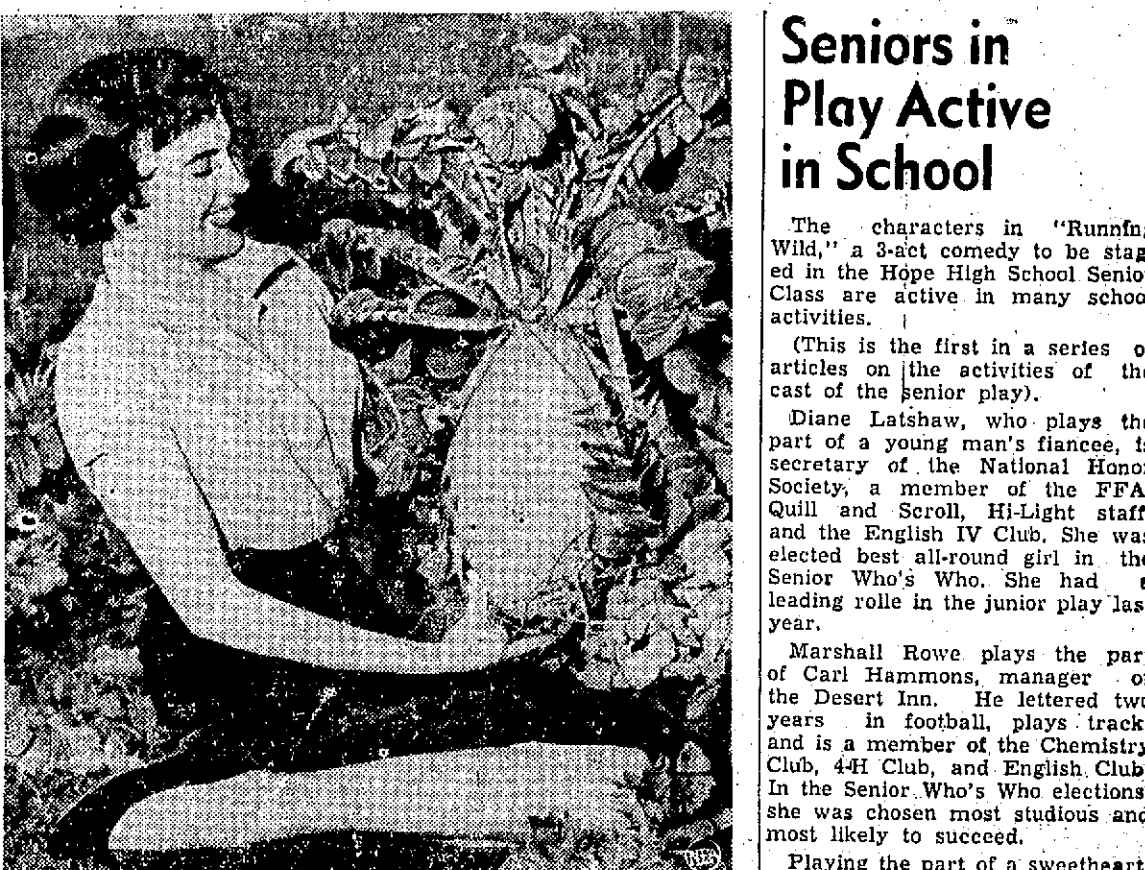 Seniors in
Play Active
in School
The characters in "Running
Wild," a 3-act comedy to be stag
ed in the Hope High School Senio
Class are active in many schoo
activities.
(This is the first in a series o
articles on the activities of th
cast of the senior play).
Diane Latshaw, who plays th
part of a young man's fiancee, i
secretary of the National Hono
Society, a member of the FFA
Quill and Scroll, Hi-Light staff
and the English IV Club. She wa
elected best all-round girl in th
Senior Who's Who. She had
leading rolle in the junior play las
year.
Marshall Rowe plays the par
of Carl Hammons, manager o
the Desert Inn. He lettered two
years in football, plays track
and is a member of the Chemistry
Club, 4-H Club, and English Club
In the Senior Who's Who elections
she was chosen most studious and
most likely to succeed.
Playing the part of a sweetheart